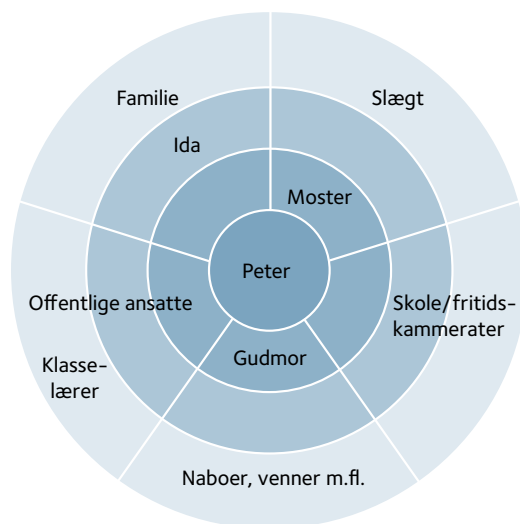 Familie
Slægt
Ida
Moster
Peter
Offentlige ansatte
Skole/fritids-
kammerater
Klasse-
lærer
Gudmor
Naboer, venner m.fl.